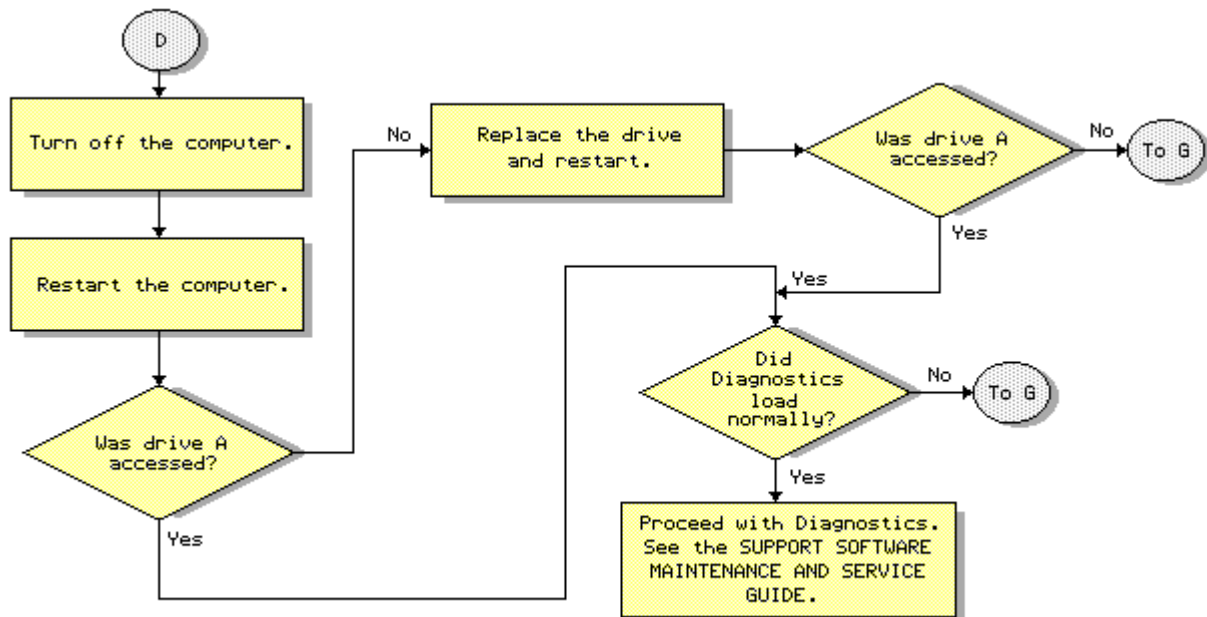 D
Turn off the computer.
Restart the computer.
Was drive A
accessed?
Yes
No
Replace the drive
and restart.
Was drive A
accessed?
No
To G
Yes
Yes
Did
Diagnostics
load
normally?
No
To G
Yes
Proceed with Diagnostics.
See the SUPPORT SOFTWARE
MAINTENANCE AND SERVICE
GUIDE.